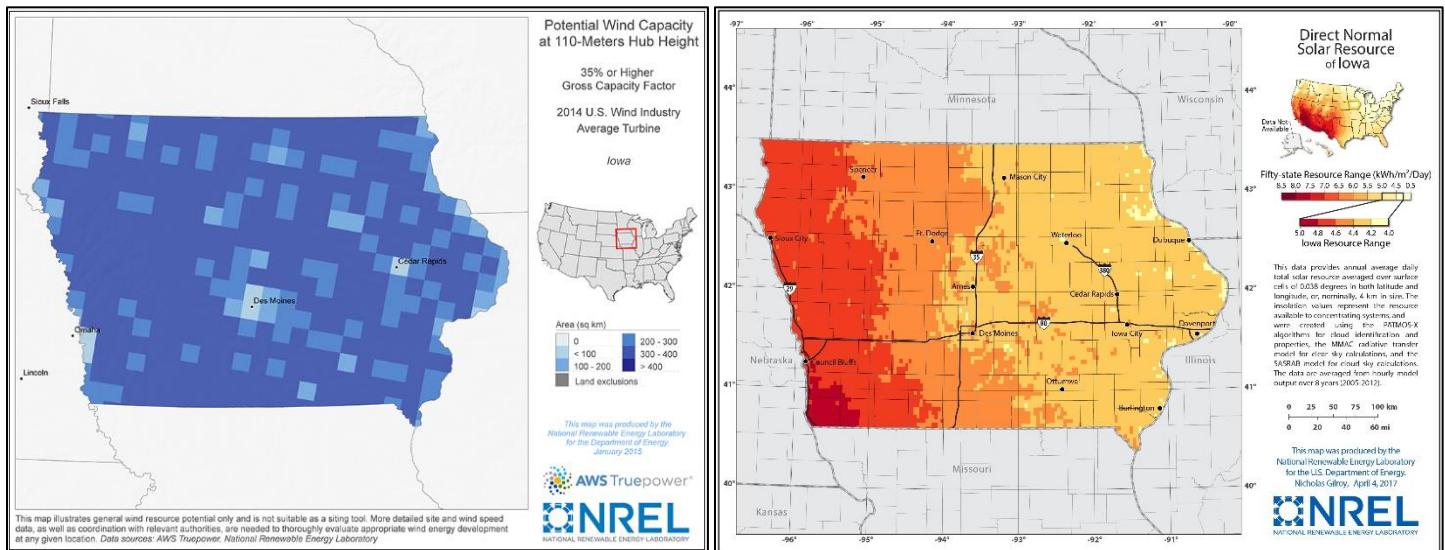 Potential Wind Capacity
at 110-Meters Hub Height
35% or Higher
Gross Capacity Factor
2014 U.S. Wind Industry
Average Turbine
Iowa
Sioux Falls
Cedar Rapids
Des Moines
Omaha
Lincoln
Area (sq km)
0
< 100
100 - 200
200 - 300
300 - 400
> 400
Land exclusions
This map was produced by the
National Renewable Energy Laboratory
for the Department of Energy.
January 2015
AWS Truepower®
NREL
NATIONAL RENEWABLE ENERGY LABORATORY
This map illustrates general wind resource potential only and is not suitable as a siting tool. More detailed site and wind speed
data, as well as coordination with relevant authorities, are needed to thoroughly evaluate appropriate wind energy development
at any given location. Data sources: AWS Truepower, National Renewable Energy Laboratory
-97° -96° -95° -94° -93° -92° -91° -90°
44° 44°
43° 43°
42° 42°
41° 41°
40° 40°
-96° -95° -94° -93° -92° -91°
Minnesota
Wisconsin
Spencer
Mason City
Sioux City
Ft. Dodge
Waterloo
Dubuque
35
380
29
Ames
Cedar Rapids
Des Moines
80
Iowa City
Davenport
Nebraska
Council Bluffs
Illinois
Ottumwa
Burlington
Missouri
Kansas
Direct Normal
Solar Resource
of Iowa
Data Not
Available
Fifty-state Resource Range (kWh/m²/Day)
8.5 8.0 7.5 7.0 6.5 6.0 5.5 5.0 4.5 0.5
5.0 4.8 4.6 4.4 4.2 4.0
Iowa Resource Range
This data provides annual average daily
total solar resource averaged over surface
cells of 0.038 degrees in both latitude and
longitude, or, nominally, 4 km in size. The
insolation values represent the resource
available to concentrating systems, and
were created using the PATMOS-X
algorithms for cloud identification and
properties, the MMAC radiative transfer
model for clear sky calculations, and the
SASRAB model for cloud sky calculations.
The data are averaged from hourly model
output over 8 years (2005-2012).
0 25 50 75 100 km
0 20 40 60 mi
This map was produced by the
National Renewable Energy Laboratory
for the U.S. Department of Energy.
Nicholas Gilroy, April 4, 2017
NREL
NATIONAL RENEWABLE ENERGY LABORATORY